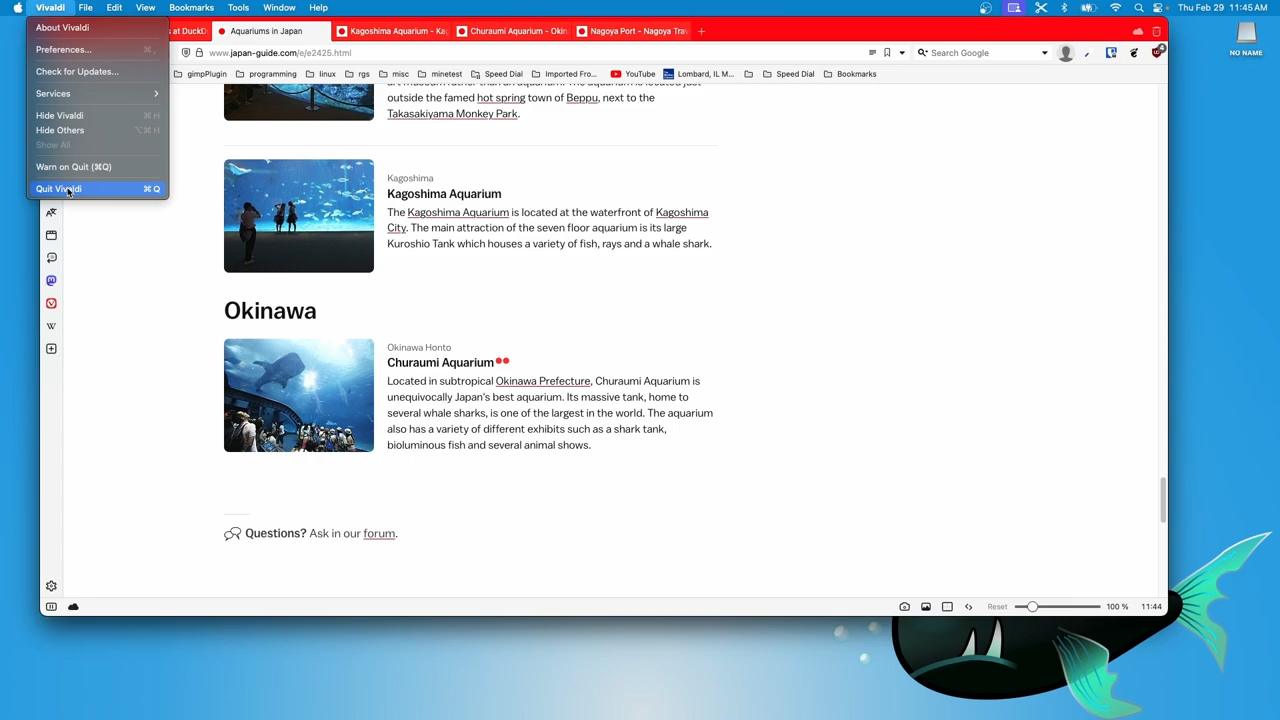 Vivaldi File Edit View Bookmarks Tools Window Help
Thu Feb 29 11:45 AM
About Vivaldi
Preferences... ⌘,
Check for Updates...
Services
Hide Vivaldi ⌘H
Hide Others ⌥⌘H
Show All
Warn on Quit (⌘Q)
Quit Vivaldi ⌘Q
s at DuckD
Aquariums in Japan
Kagoshima Aquarium - Ka
Churaumi Aquarium - Okin
Nagoya Port - Nagoya Tra
www.japan-guide.com/e/e2425.html
Search Google
4
gimpPlugin programming linux rgs misc minetest Speed Dial Imported Fro... YouTube Lombard, IL M... Speed Dial Bookmarks
outside the famed hot spring town of Beppu, next to the
Takasakiyama Monkey Park.
Kagoshima
Kagoshima Aquarium
The Kagoshima Aquarium is located at the waterfront of Kagoshima
City. The main attraction of the seven floor aquarium is its large
Kuroshio Tank which houses a variety of fish, rays and a whale shark.
Okinawa
Okinawa Honto
Churaumi Aquarium
Located in subtropical Okinawa Prefecture, Churaumi Aquarium is
unequivocally Japan's best aquarium. Its massive tank, home to
several whale sharks, is one of the largest in the world. The aquarium
also has a variety of different exhibits such as a shark tank,
bioluminous fish and several animal shows.
Questions? Ask in our forum.
Reset 100 % 11:44
NO NAME